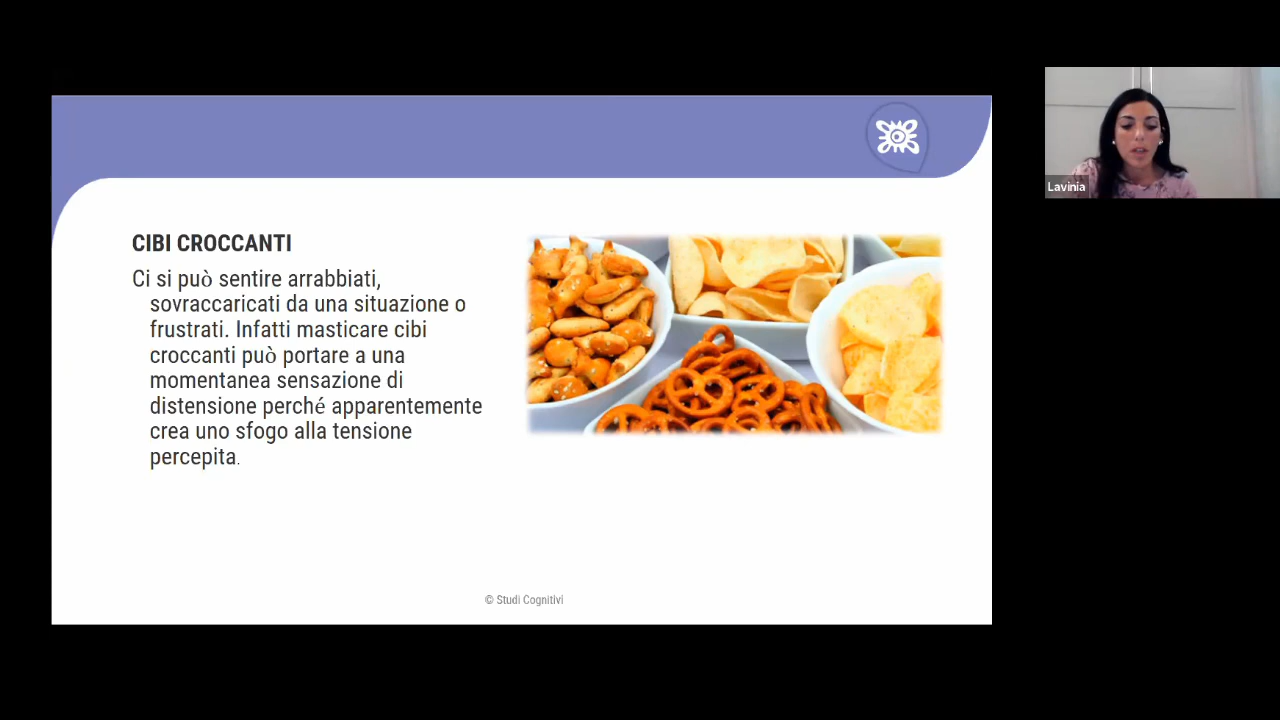 CIBI CROCCANTI
Ci si può sentire arrabbiati,
sovraccaricati da una situazione o
frustrati. Infatti masticare cibi
croccanti può portare a una
momentanea sensazione di
distensione perché apparentemente
crea uno sfogo alla tensione
percepita.
© Studi Cognitivi
Lavinia